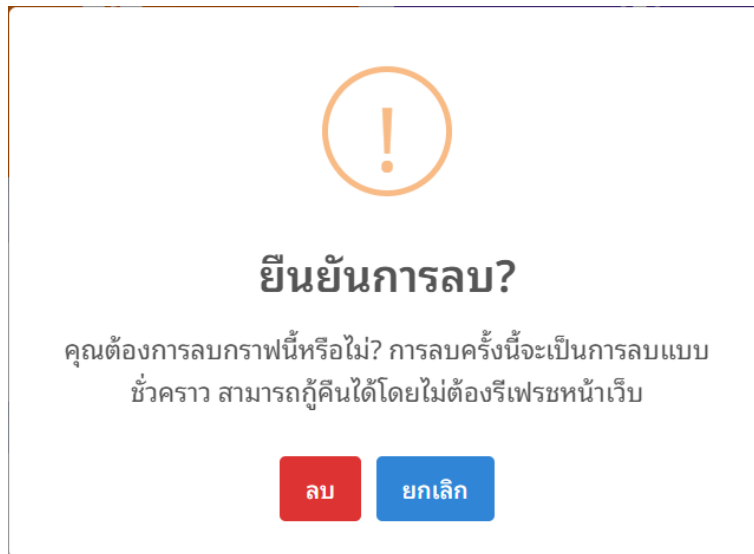 !
ยืนยันการลบ?
คุณต้องการลบกราฟนี้หรือไม่? การลบครั้งนี้จะเป็นการลบแบบ
ชั่วคราว สามารถกู้คืนได้โดยไม่ต้องรีเฟรชหน้าเว็บ
ลบ ยกเลิก